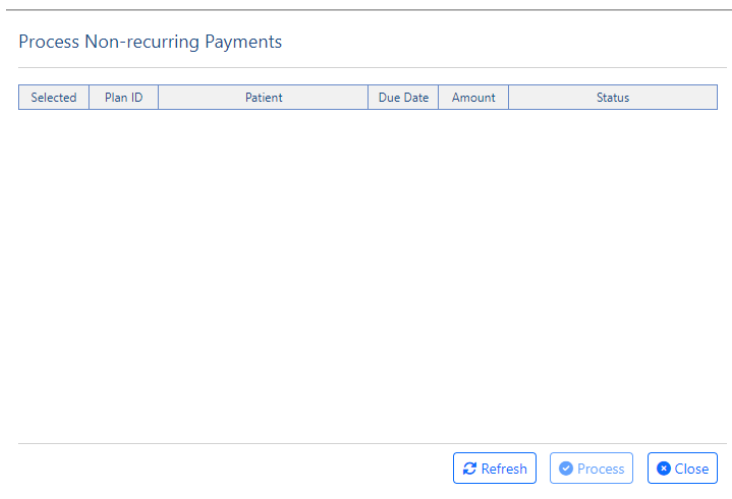 Process Non-recurring Payments
Selected Plan ID Patient Due Date Amount Status
Refresh Process Close